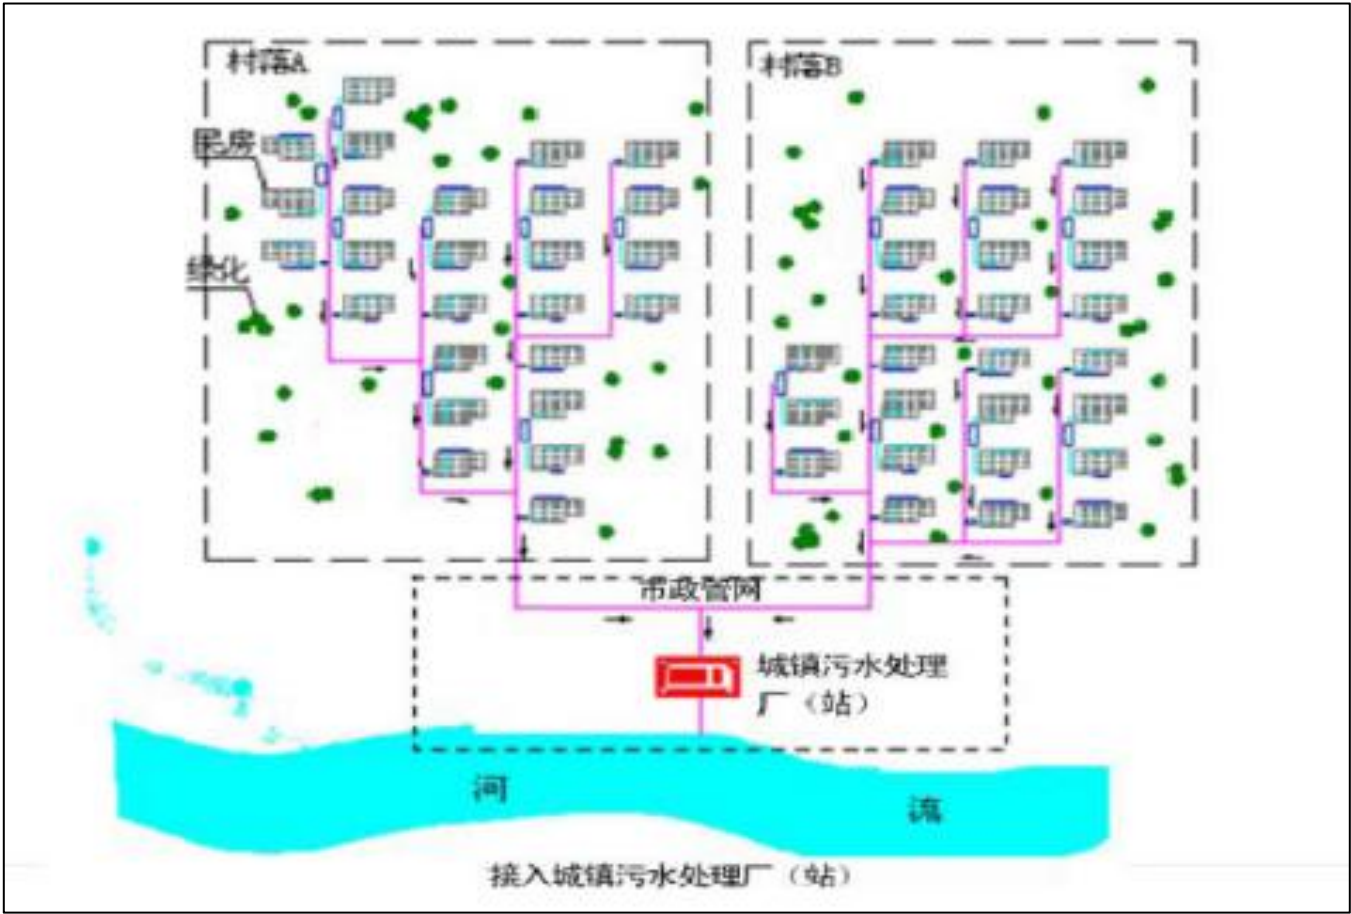 村落A
村落B
民房
绿化
市政管网
城镇污水处理
厂（站）
河
流
接入城镇污水处理厂（站）